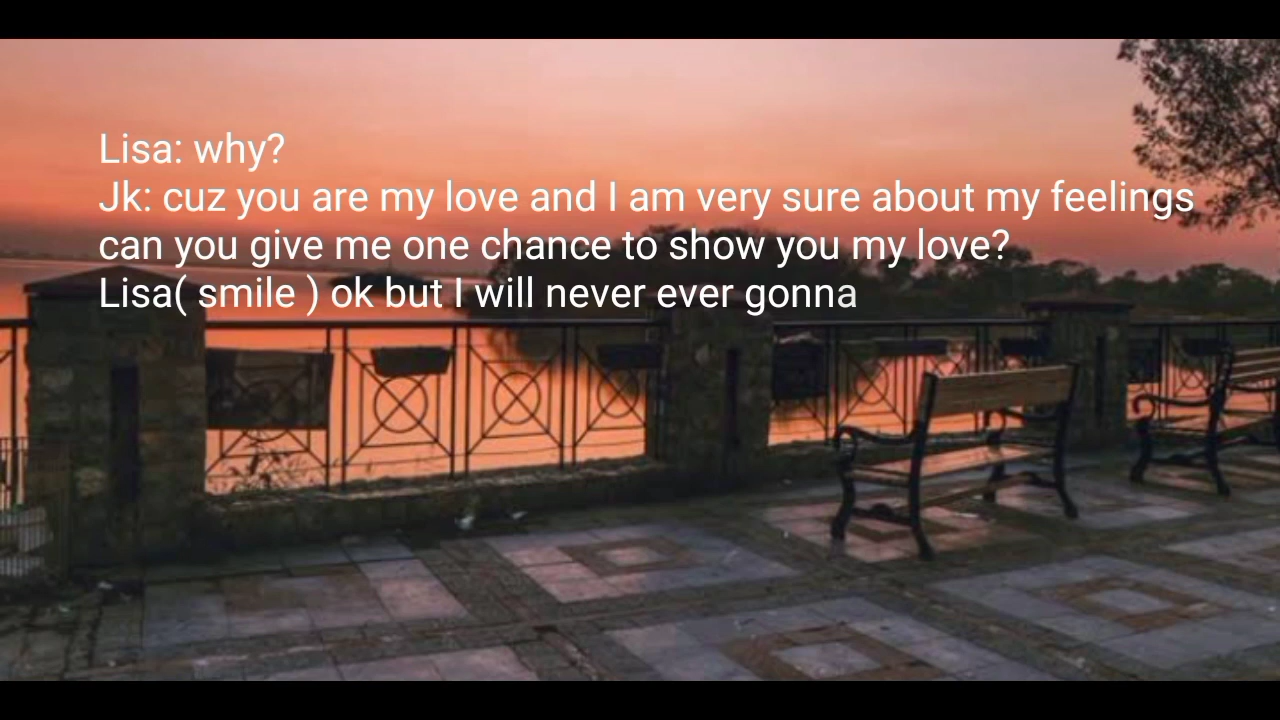 Lisa: why?
Jk: cuz you are my love and I am very sure about my feelings
can you give me one chance to show you my love?
Lisa( smile ) ok but I will never ever gonna